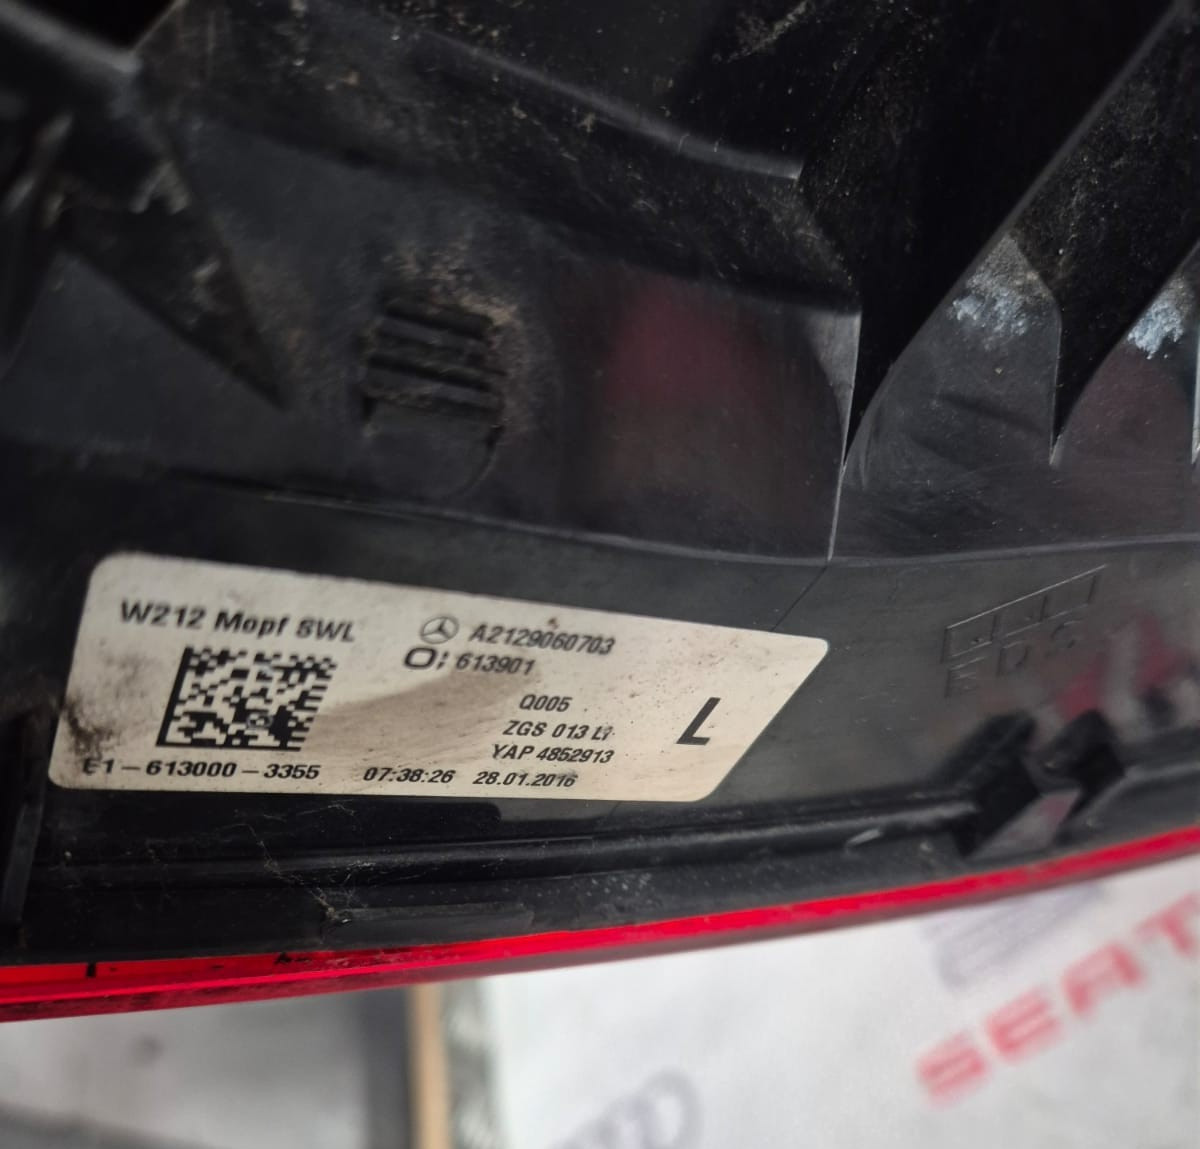 W212 Mopf SWL
A2129060703
O: 613901
Q005
ZGS 013
YAP 4852913
L
E1-613000-3355 07:38:26 28.01.2016
SEAT